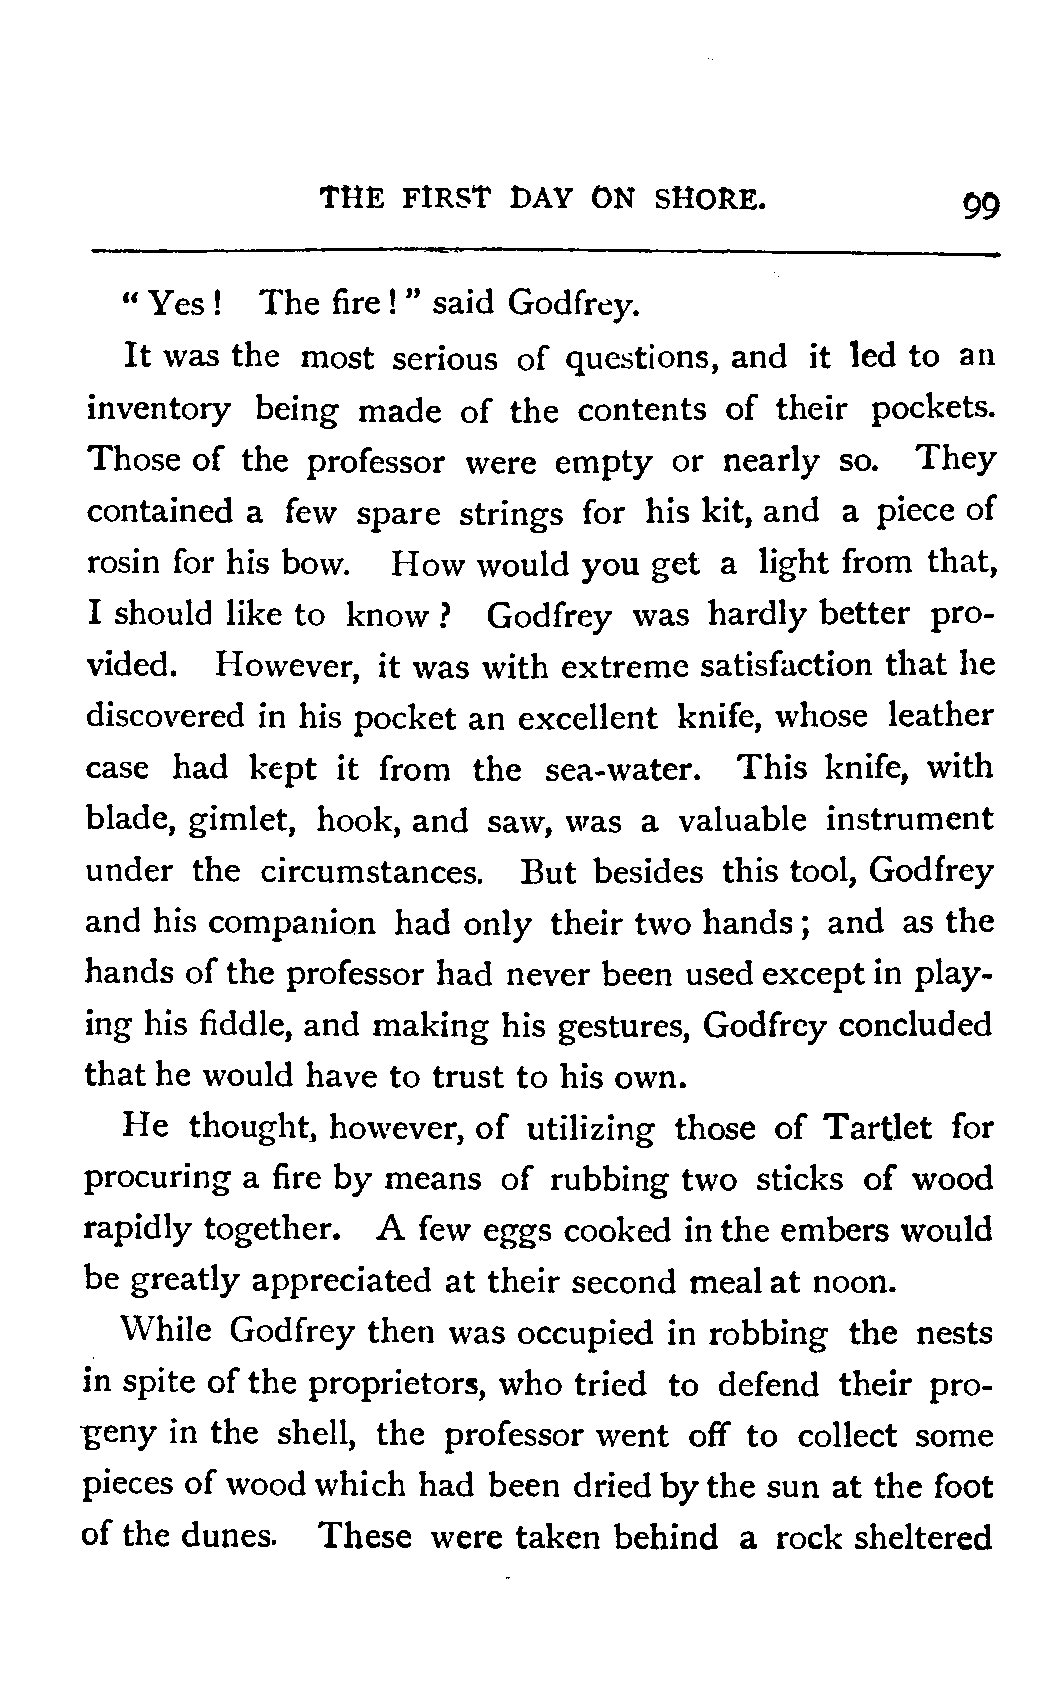 THE FIRST DAY ON SHORE. 99
"Yes! The fire!" said Godfrey.
It was the most serious of questions, and it led to an
inventory being made of the contents of their pockets.
Those of the professor were empty or nearly so. They
contained a few spare strings for his kit, and a piece of
rosin for his bow. How would you get a light from that,
I should like to know? Godfrey was hardly better pro-
vided. However, it was with extreme satisfaction that he
discovered in his pocket an excellent knife, whose leather
case had kept it from the sea-water. This knife, with
blade, gimlet, hook, and saw, was a valuable instrument
under the circumstances. But besides this tool, Godfrey
and his companion had only their two hands; and as the
hands of the professor had never been used except in play-
ing his fiddle, and making his gestures, Godfrey concluded
that he would have to trust to his own.
He thought, however, of utilizing those of Tartlet for
procuring a fire by means of rubbing two sticks of wood
rapidly together. A few eggs cooked in the embers would
be greatly appreciated at their second meal at noon.
While Godfrey then was occupied in robbing the nests
in spite of the proprietors, who tried to defend their pro-
geny in the shell, the professor went off to collect some
pieces of wood which had been dried by the sun at the foot
of the dunes. These were taken behind a rock sheltered